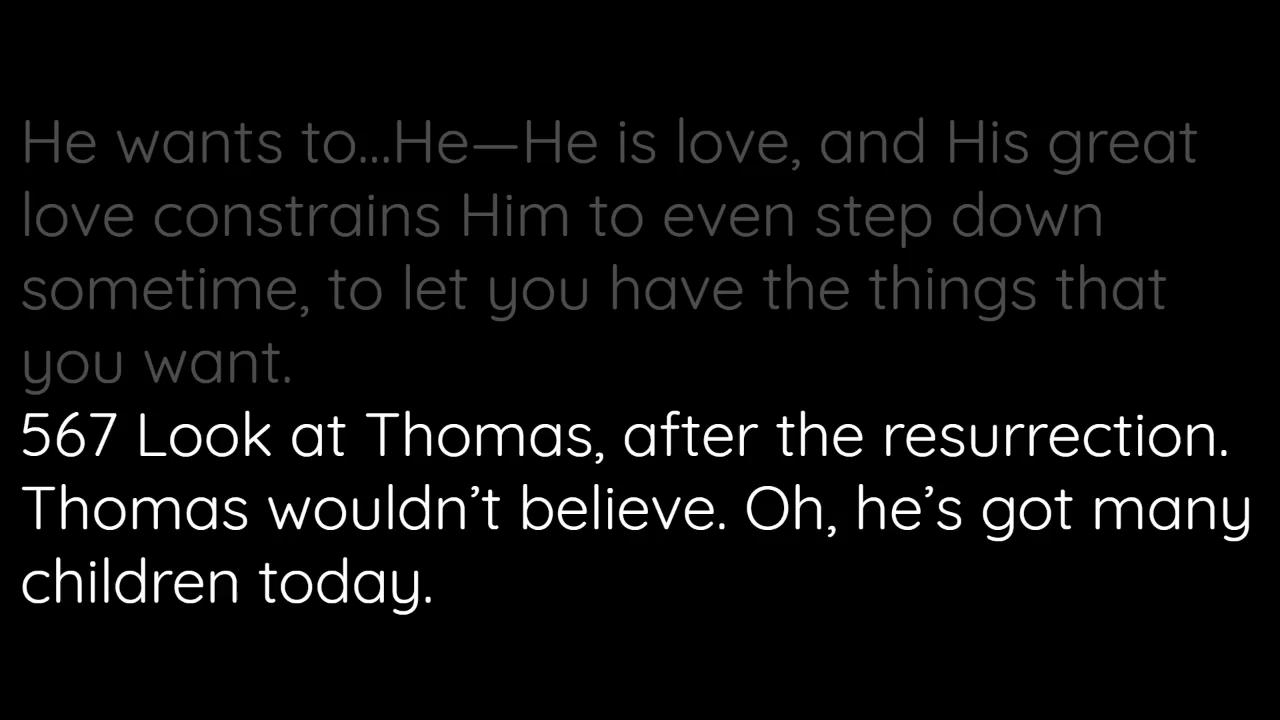 He wants to...He—He is love, and His great
love constrains Him to even step down
sometime, to let you have the things that
you want.
567 Look at Thomas, after the resurrection.
Thomas wouldn’t believe. Oh, he’s got many
children today.